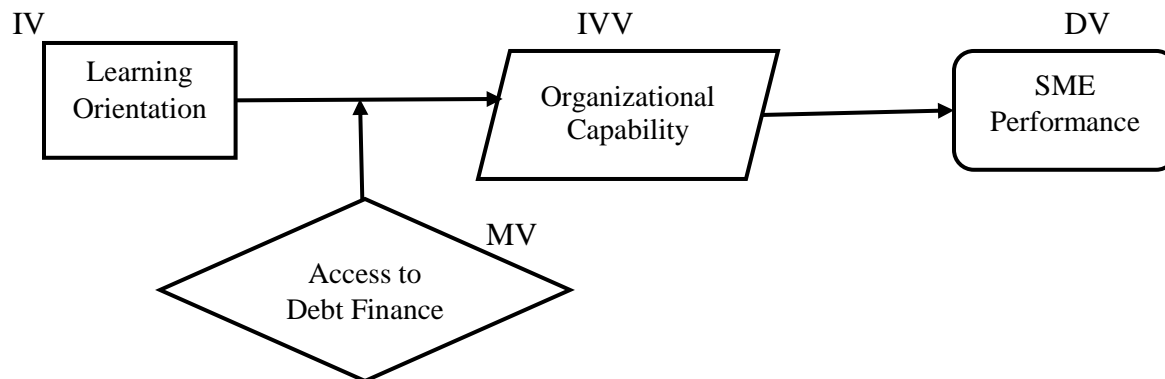 IV
IVV
DV
Learning
Orientation
Organizational
Capability
SME
Performance
MV
Access to
Debt Finance